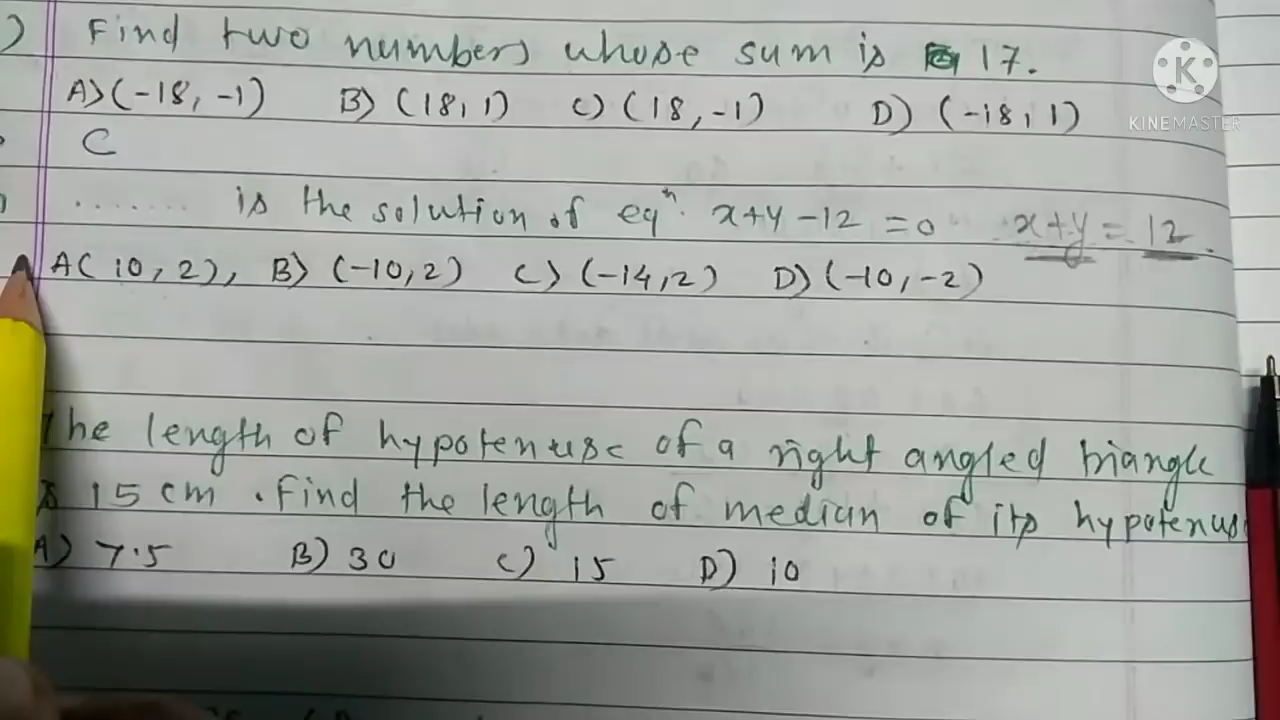 ) Find two numbers whose sum is 17.
A) (-18, -1) B) (18, 1) C) (18, -1) D) (-18, 1)
C
........ is the solution of eqn. x+y-12=0 x+y=12.
A( 10, 2), B) (-10, 2) C) (-14, 2) D) (-10, -2)
The length of hypotenuse of a right angled triangle
is 15 cm. Find the length of median of its hypotenus
A) 7.5 B) 30 C) 15 D) 10
K
KINEMASTER